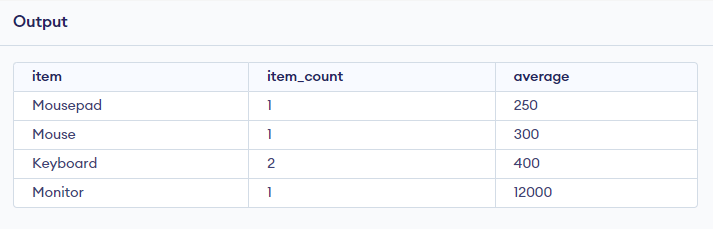 Output
item item_count average
Mousepad 1 250
Mouse 1 300
Keyboard 2 400
Monitor 1 12000